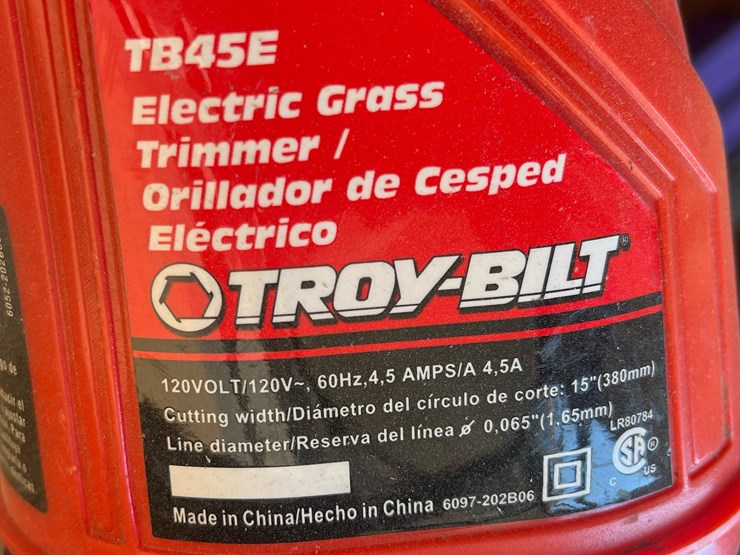 TB45E
Electric Grass
Trimmer /
Orillador de Cesped
Eléctrico
TROY-BILT®
120VOLT/120V~, 60Hz,4,5 AMPS/A 4,5A
Cutting width/Diámetro del círculo de corte: 15"(380mm)
Line diameter/Reserva del línea ø 0,065"(1,65mm)
LR80784
SA ®
C US
Made in China/Hecho in China 6097-202B06